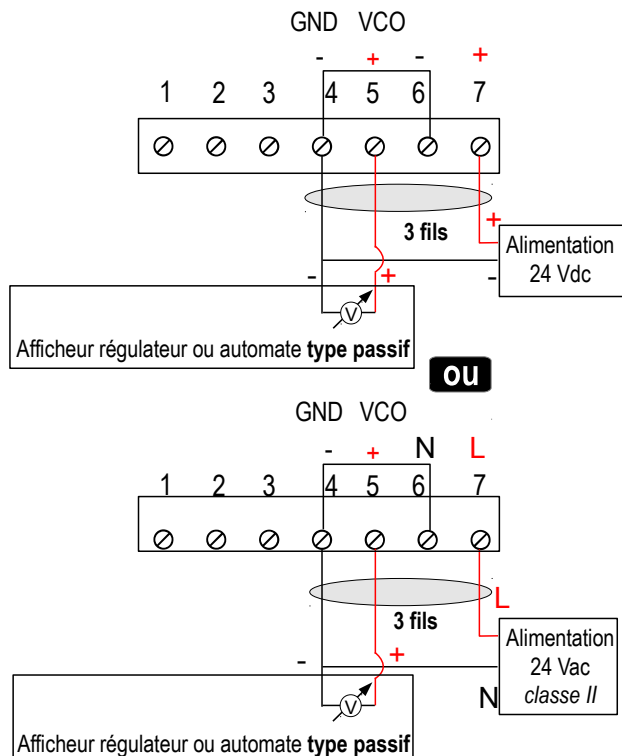 GND VCO
- + - +
1 2 3 4 5 6 7
3 fils
+
Alimentation
24 Vdc
-
- +
V
Afficheur régulateur ou automate type passif
ou
GND VCO
- + N L
1 2 3 4 5 6 7
3 fils
L
Alimentation
24 Vac
classe II
N
- +
V
Afficheur régulateur ou automate type passif